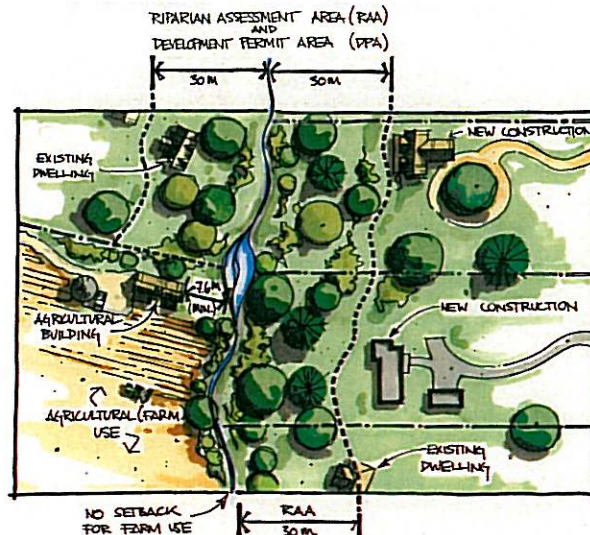 RIPARIAN ASSESSMENT AREA (RAA)
AND
DEVELOPMENT PERMIT AREA (DPA)
30M
30M
NEW CONSTRUCTION
EXISTING
DWELLING
7.6M
(MIN.)
AGRICULTURAL
BUILDING
NEW CONSTRUCTION
AGRICULTURAL (FARM)
USE
EXISTING
DWELLING
NO SETBACK
FOR FARM USE
RAA
30M